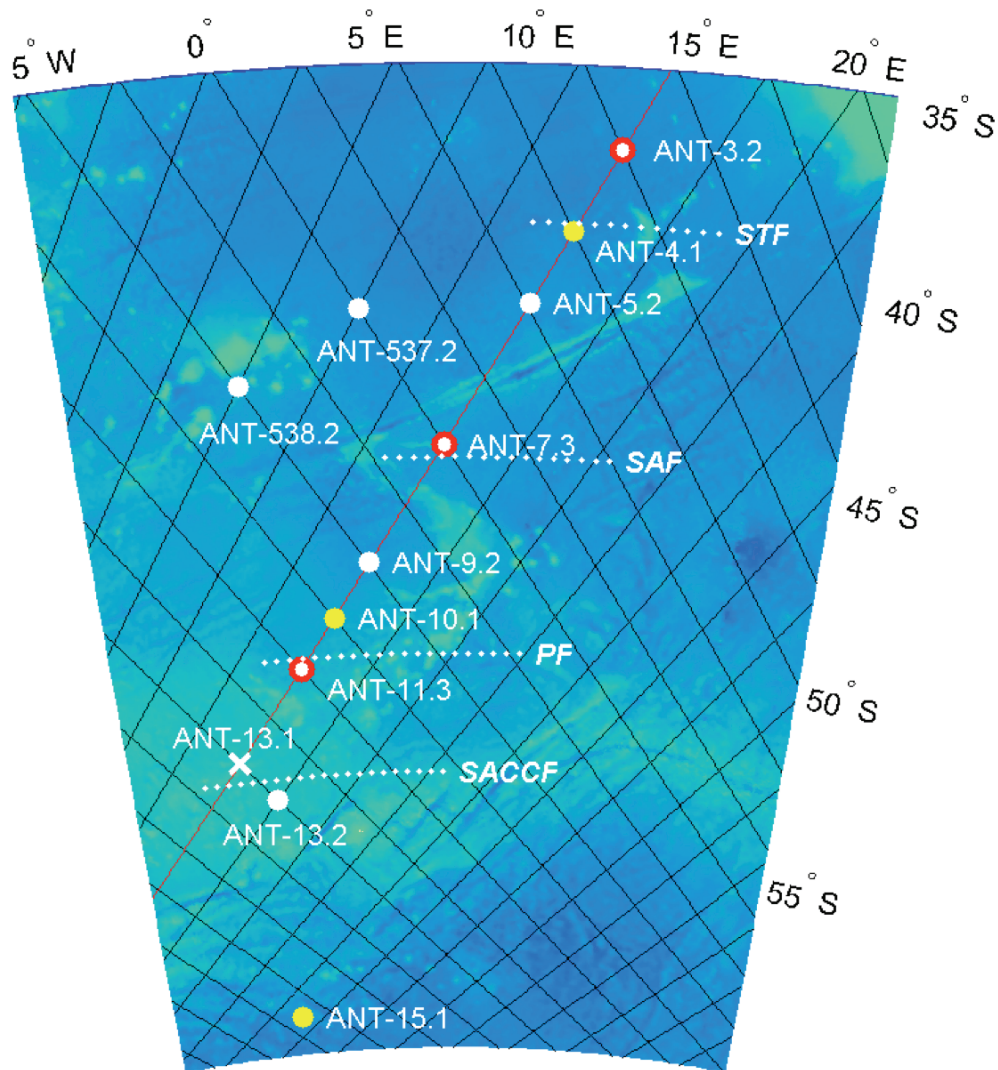 5° W
0°
5° E
10° E
15° E
20° E
35° S
ANT-3.2
STF
ANT-4.1
ANT-5.2
40° S
ANT-537.2
ANT-538.2
ANT-7.3
SAF
45° S
ANT-9.2
ANT-10.1
PF
ANT-11.3
50° S
ANT-13.1
SACCF
ANT-13.2
55° S
ANT-15.1